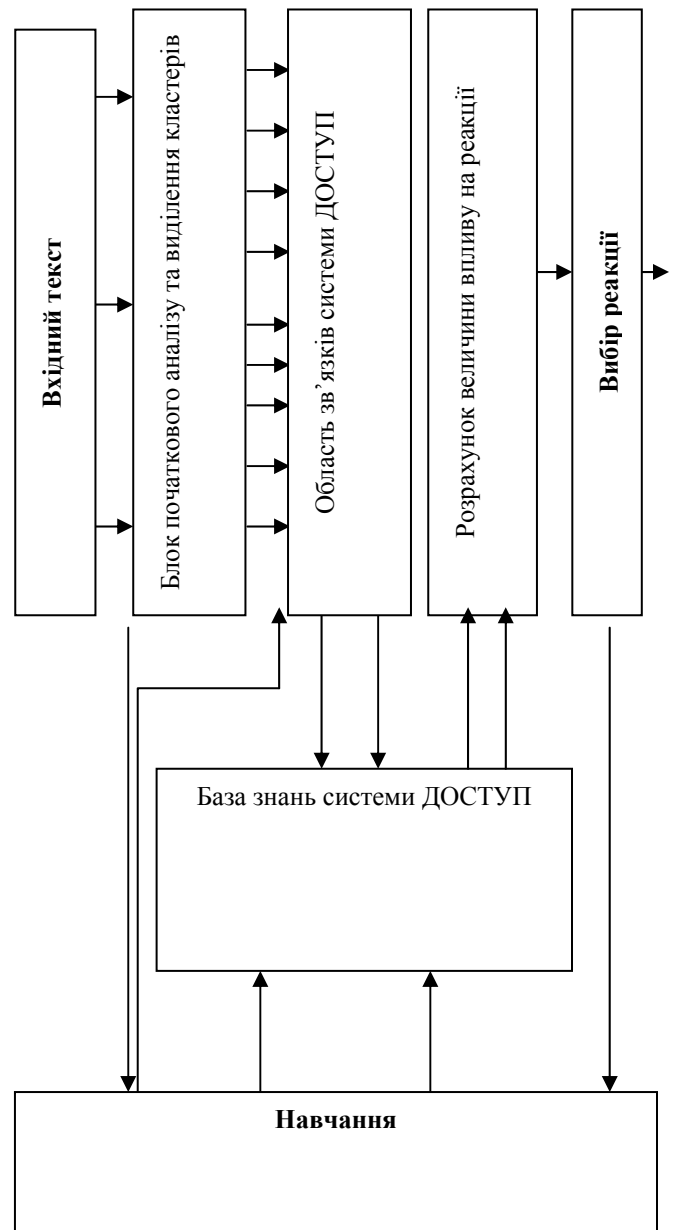 Вхідний текст
Блок початкового аналізу та виділення кластерів
Область зв’язків системи ДОСТУП
Розрахунок величини впливу на реакції
Вибір реакції
База знань системи ДОСТУП
Навчання